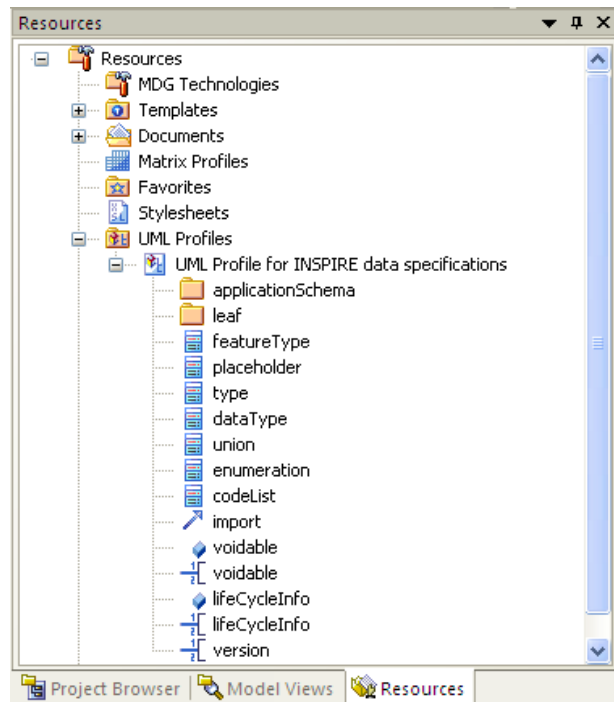 Resources
Resources
MDG Technologies
Templates
Documents
Matrix Profiles
Favorites
Stylesheets
UML Profiles
UML Profile for INSPIRE data specifications
applicationSchema
leaf
featureType
placeholder
type
dataType
union
enumeration
codeList
import
voidable
voidable
lifeCycleInfo
lifeCycleInfo
version
Project Browser Model Views Resources